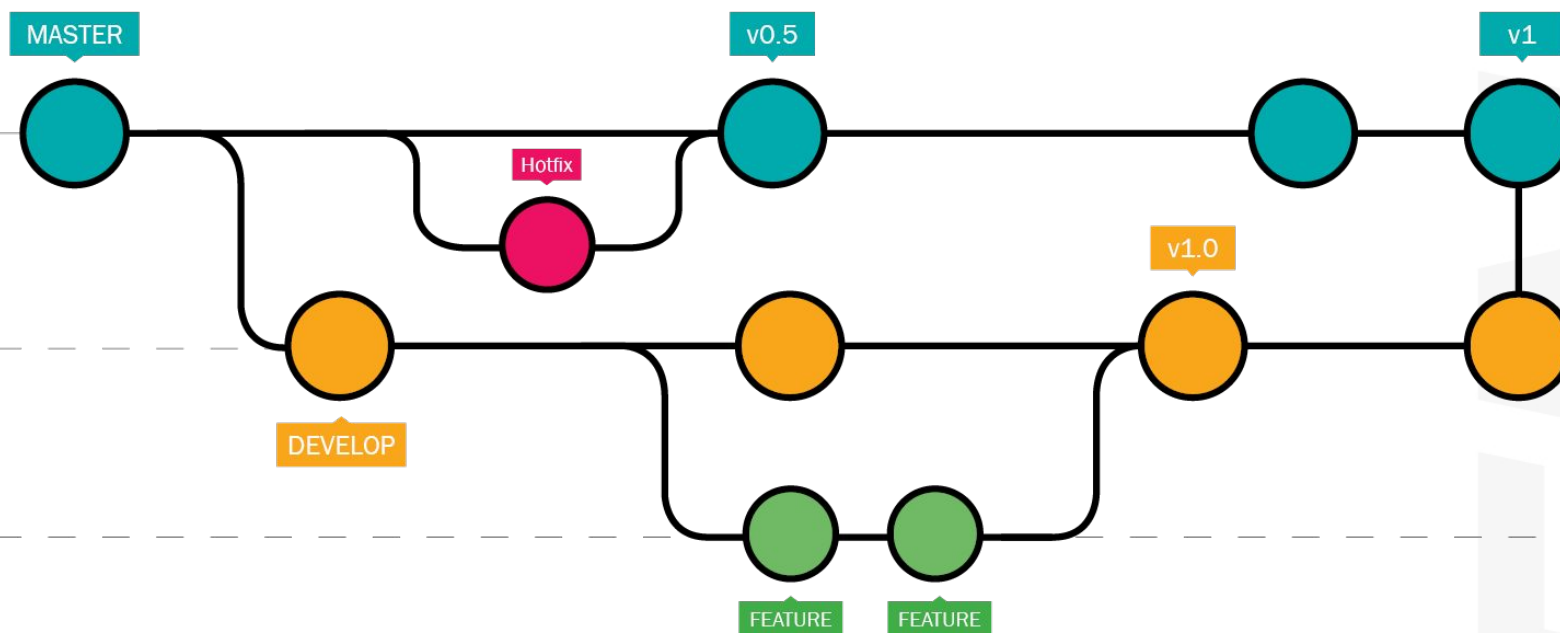 MASTER
v0.5
v1
Hotfix
v1.0
DEVELOP
FEATURE
FEATURE